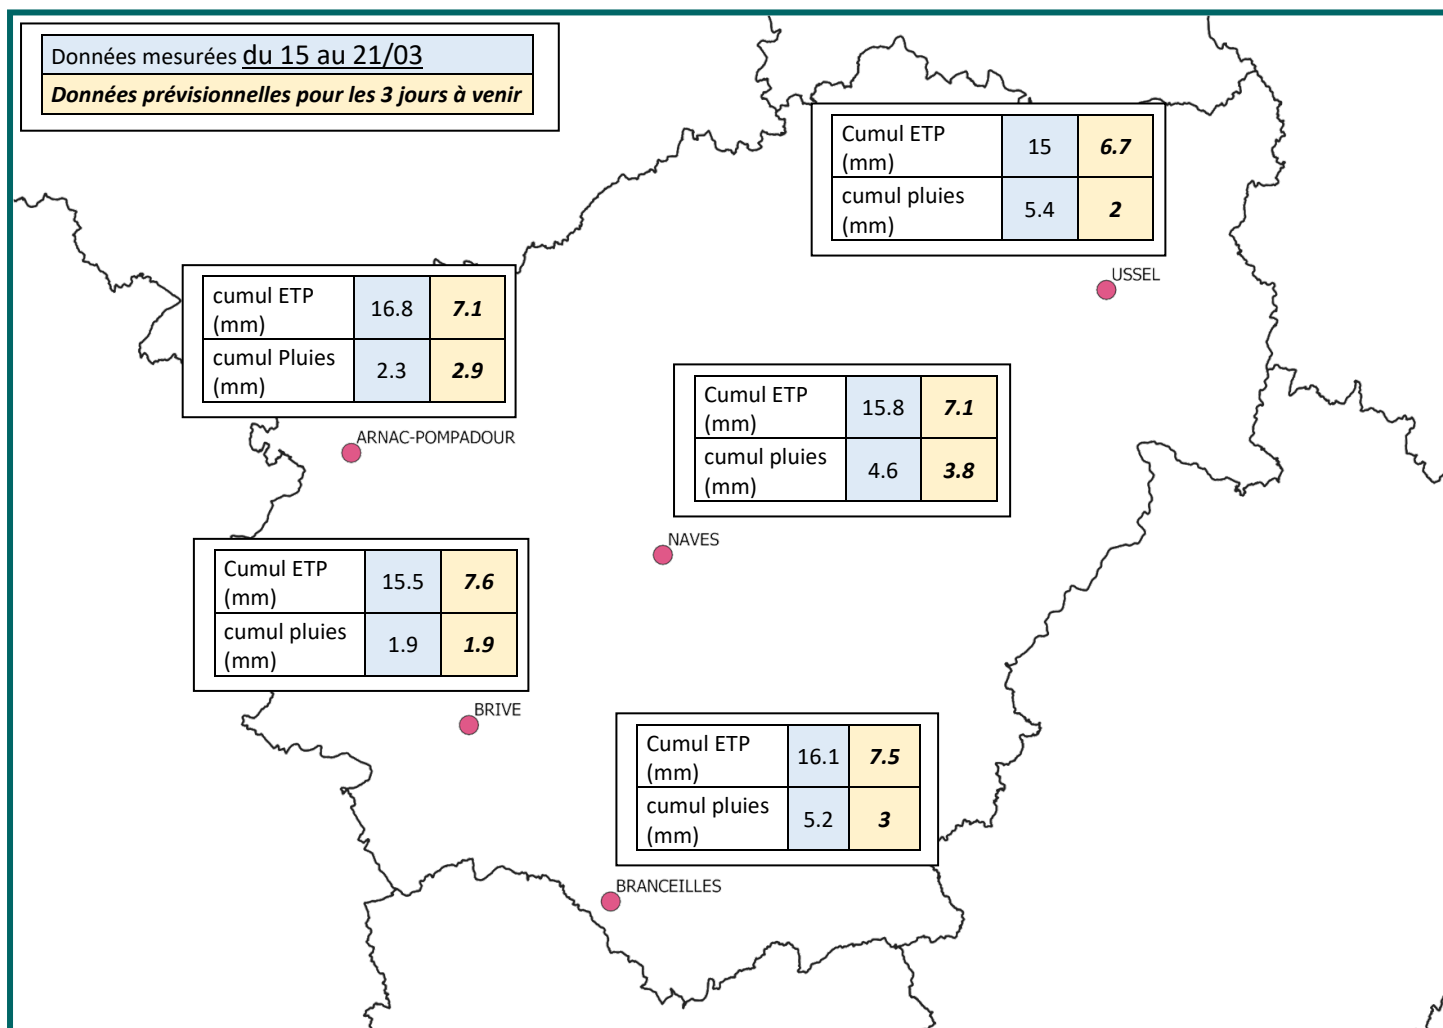 Données mesurées du 15 au 21/03
Données prévisionnelles pour les 3 jours à venir
Cumul ETP
(mm)
15
6.7
cumul pluies
(mm)
5.4
2
USSEL
cumul ETP
(mm)
16.8
7.1
cumul Pluies
(mm)
2.3
2.9
ARNAC-POMPADOUR
Cumul ETP
(mm)
15.8
7.1
cumul pluies
(mm)
4.6
3.8
NAVES
Cumul ETP
(mm)
15.5
7.6
cumul pluies
(mm)
1.9
1.9
BRIVE
Cumul ETP
(mm)
16.1
7.5
cumul pluies
(mm)
5.2
3
BRANCEILLES